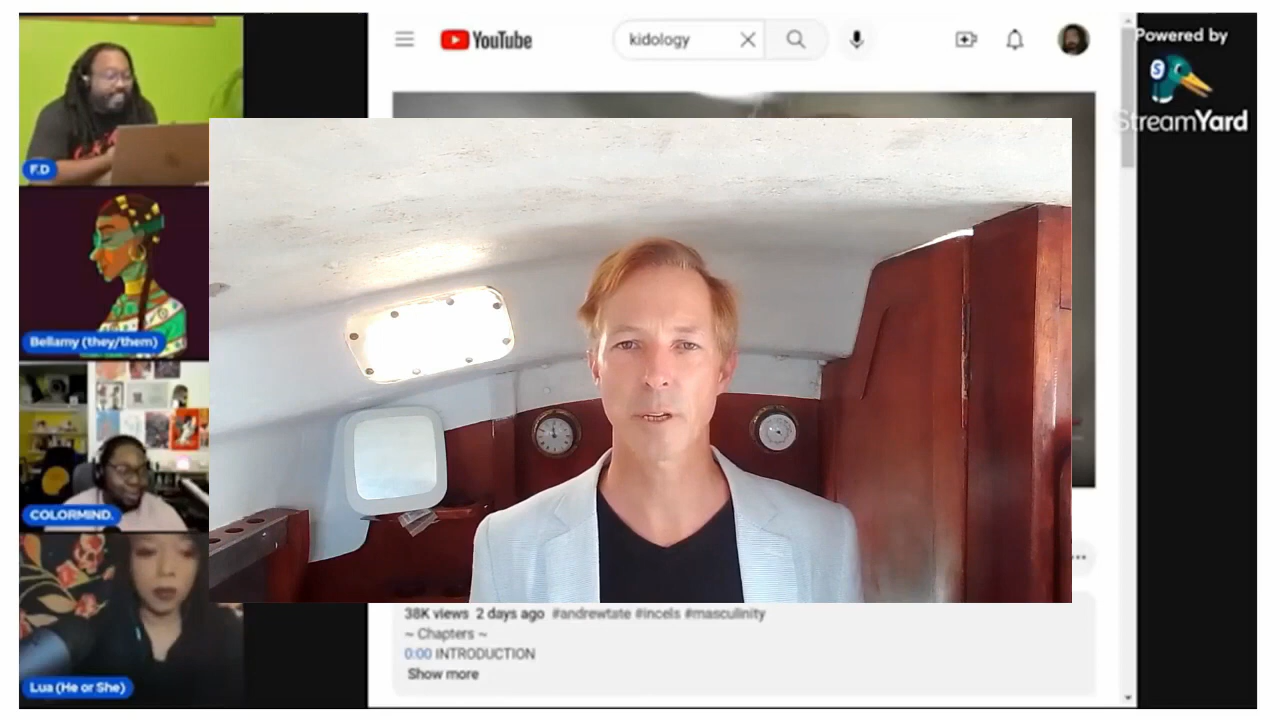 YouTube
kidology
Powered by
S
StreamYard
F.D
Bellamy (they/them)
COLORMIND.
Lua (He or She)
38K views 2 days ago #andrewtate #incels #masculinity
~ Chapters ~
0:00 INTRODUCTION
Show more